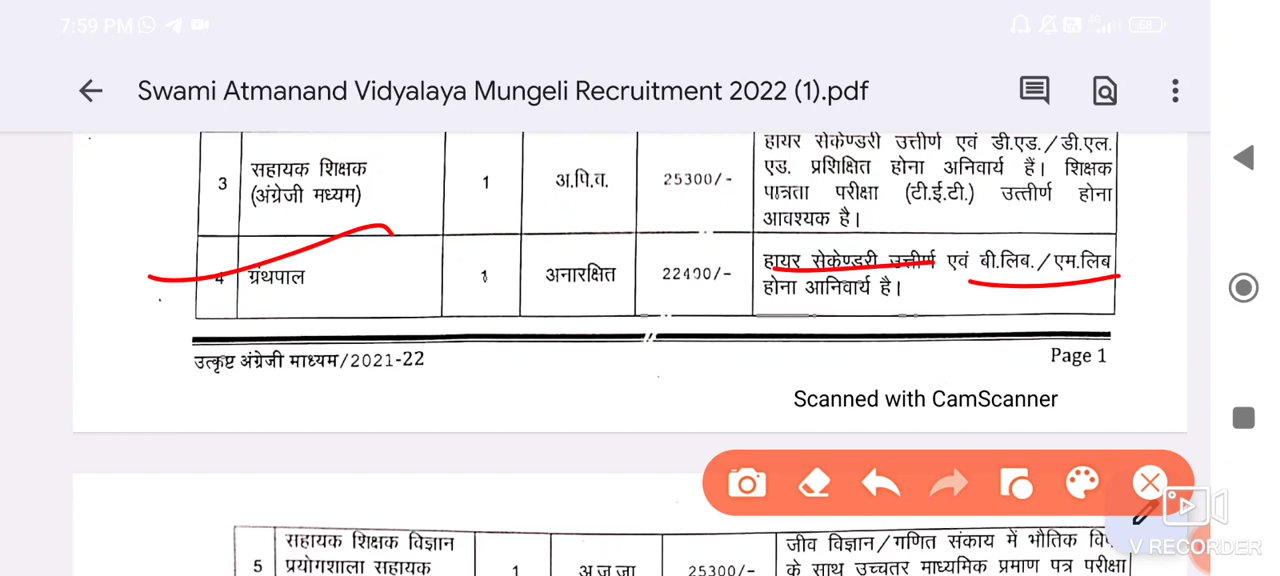 7:59 PM
4G
68
Swami Atmanand Vidyalaya Mungeli Recruitment 2022 (1).pdf
3 सहायक शिक्षक (अंग्रेजी मध्यम) 1 अ.पि.व. 25300/- हायर सेकेण्डरी उत्तीर्ण एवं डी.एड./डी.एल.
एड. प्रशिक्षित होना अनिवार्य हैं। शिक्षक
पात्रता परीक्षा (टी.ई.टी.) उत्तीर्ण होना
आवश्यक है।
4 ग्रंथपाल 1 अनारक्षित 22400/- हायर सेकेण्डरी उत्तीर्ण एवं बी.लिब./एम.लिब
होना आनिवार्य है।
उत्कृष्ट अंग्रेजी माध्यम/2021-22
Page 1
Scanned with CamScanner
5 सहायक शिक्षक विज्ञान
प्रयोगशाला सहायक 1 अ.ज.जा 25300/- जीव विज्ञान/गणित संकाय में भौतिक
के साथ उच्चतर माध्यमिक प्रमाण पत्र परीक्षा
V RECORDER